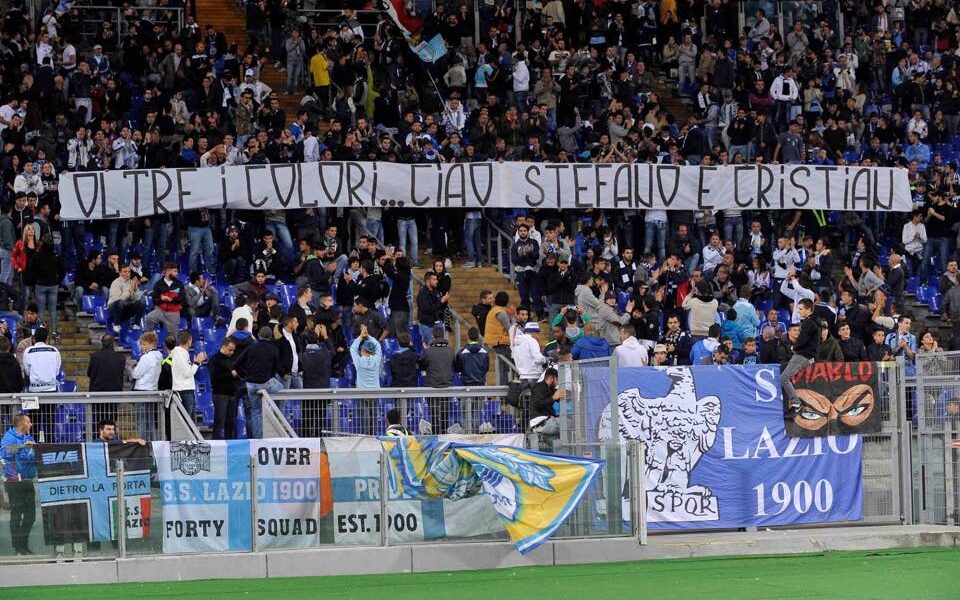 OLTRE I COLORI...CIAO STEFANO E CRISTIAN
DIABLO
S.
LAZIO
1900
SPQR
DIETRO LA PORTA
S.S.
LAZIO
S.S. LAZIO 1900
FORTY
OVER
SQUAD
EST. 1900